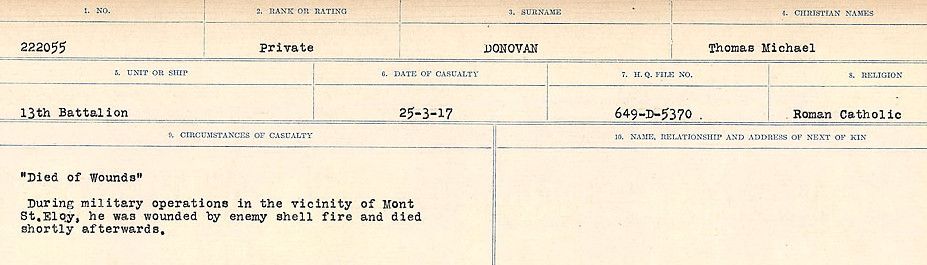 1. NO. 2. RANK OR RATING 3. SURNAME 4. CHRISTIAN NAMES
222055 Private DONOVAN Thomas Michael
5. UNIT OR SHIP 6. DATE OF CASUALTY 7. H. Q. FILE NO. 8. RELIGION
13th Battalion 25-3-17 649-D-5370 . Roman Catholic
9. CIRCUMSTANCES OF CASUALTY 10. NAME, RELATIONSHIP AND ADDRESS OF NEXT OF KIN
"Died of Wounds"
During military operations in the vicinity of Mont
St.Eloy, he was wounded by enemy shell fire and died
shortly afterwards.